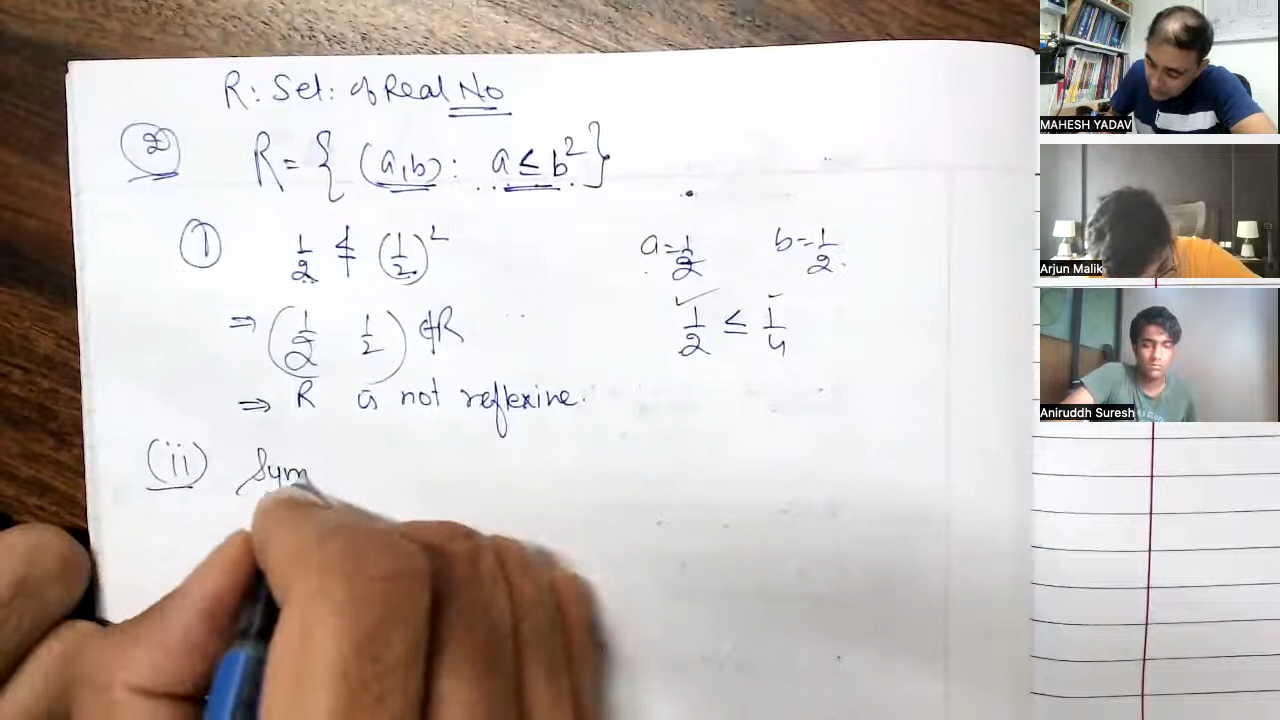 R: Set: of Real No
② R = { (a,b) : a ≤ b² }
① 1/2 ≰ (1/2)²
a = 1/2 b = 1/2
⇒ (1/2 1/2) ∉ R
1/2 ≤ 1/4
⇒ R is not reflexive.
(ii) Sym
MAHESH YADAV
Arjun Malik
Aniruddh Suresh